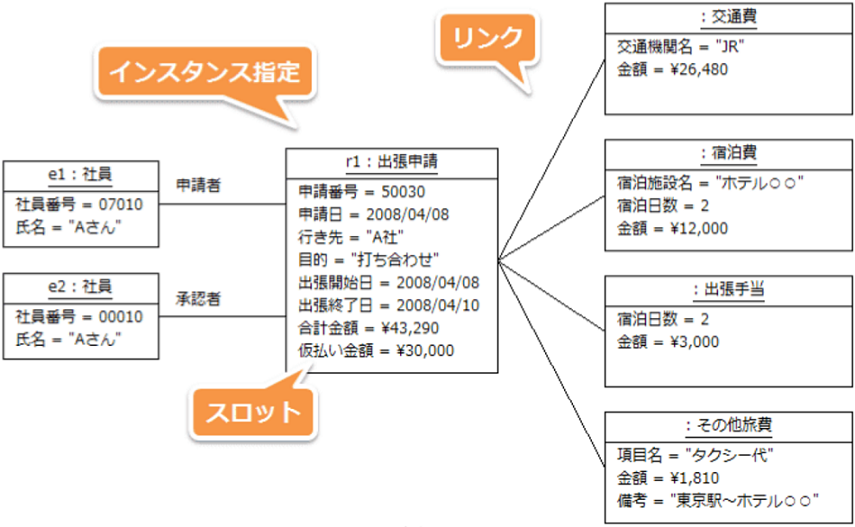 インスタンス指定
リンク
e1：社員
社員番号 = 07010
氏名 = "Aさん"
申請者
e2：社員
社員番号 = 00010
氏名 = "Aさん"
承認者
r1：出張申請
申請番号 = 50030
申請日 = 2008/04/08
行き先 = "A社"
目的 = "打ち合わせ"
出張開始日 = 2008/04/08
出張終了日 = 2008/04/10
合計金額 = ¥43,290
仮払い金額 = ¥30,000
スロット
：交通費
交通機関名 = "JR"
金額 = ¥26,480
：宿泊費
宿泊施設名 = "ホテル○○"
宿泊日数 = 2
金額 = ¥12,000
：出張手当
宿泊日数 = 2
金額 = ¥3,000
：その他旅費
項目名 = "タクシー代"
金額 = ¥1,810
備考 = "東京駅～ホテル○○"